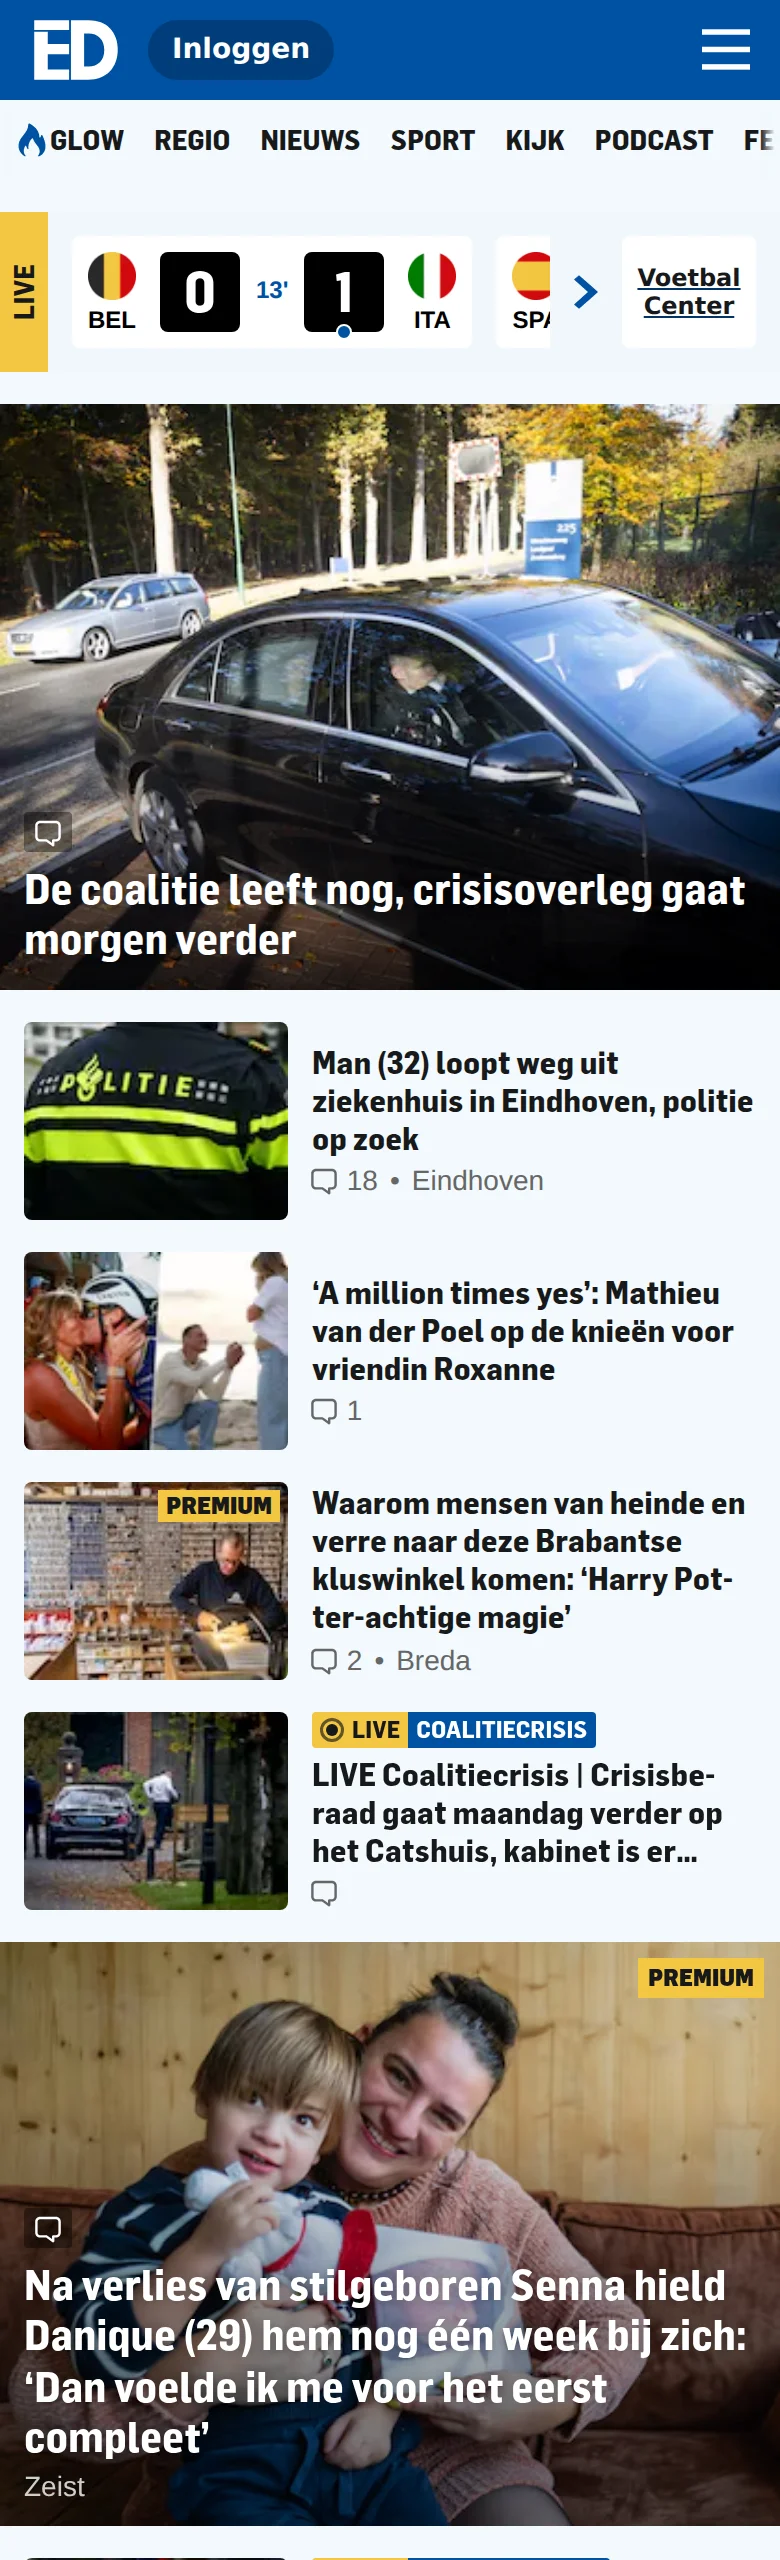 ED Inloggen
GLOW REGIO NIEUWS SPORT KIJK PODCAST FE
LIVE
BEL 0 13' 1 ITA
SPA
Voetbal
Center
225
De coalitie leeft nog, crisisoverleg gaat
morgen verder
POLITIE
Man (32) loopt weg uit
ziekenhuis in Eindhoven, politie
op zoek
18 • Eindhoven
‘A million times yes’: Mathieu
van der Poel op de knieën voor
vriendin Roxanne
1
PREMIUM
Waarom mensen van heinde en
verre naar deze Brabantse
kluswinkel komen: ‘Harry Pot-
ter-achtige magie’
2 • Breda
LIVE COALITIECRISIS
LIVE Coalitiecrisis | Crisisbe-
raad gaat maandag verder op
het Catshuis, kabinet is er...
PREMIUM
Na verlies van stilgeboren Senna hield
Danique (29) hem nog één week bij zich:
‘Dan voelde ik me voor het eerst
compleet’
Zeist